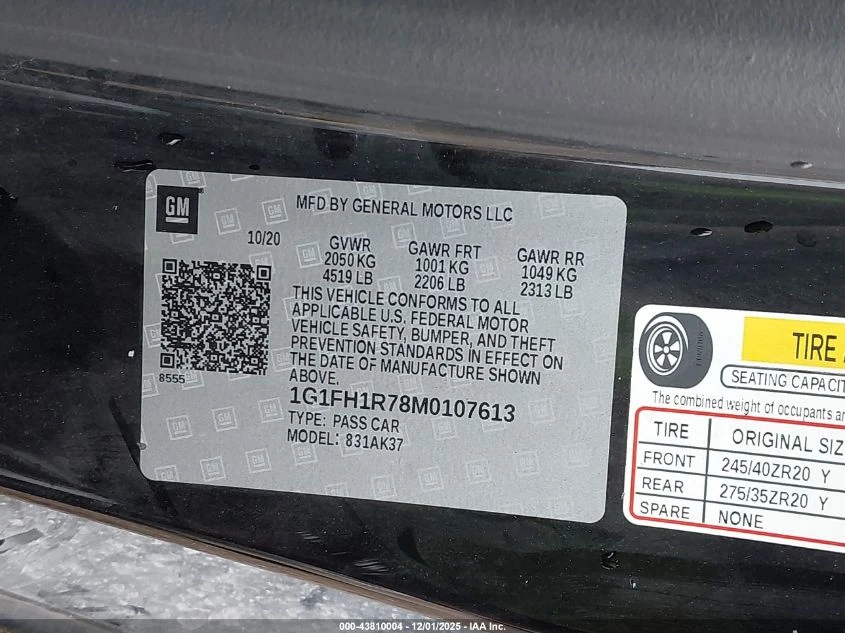 GM
MFD BY GENERAL MOTORS LLC
10/20
GVWR
2050 KG
4519 LB
GAWR FRT
1001 KG
2206 LB
GAWR RR
1049 KG
2313 LB
THIS VEHICLE CONFORMS TO ALL
APPLICABLE U.S. FEDERAL MOTOR
VEHICLE SAFETY, BUMPER, AND THEFT
PREVENTION STANDARDS IN EFFECT ON
THE DATE OF MANUFACTURE SHOWN
ABOVE.
8555
1G1FH1R78M0107613
TYPE: PASS CAR
MODEL: 831AK37
TIRE
SEATING CAPACIT
The combined weight of occupants an
TIRE ORIGINAL SIZ
FRONT 245/40ZR20 Y
REAR 275/35ZR20 Y
SPARE NONE
000-43810004 - 12/01/2025 - IAA Inc.